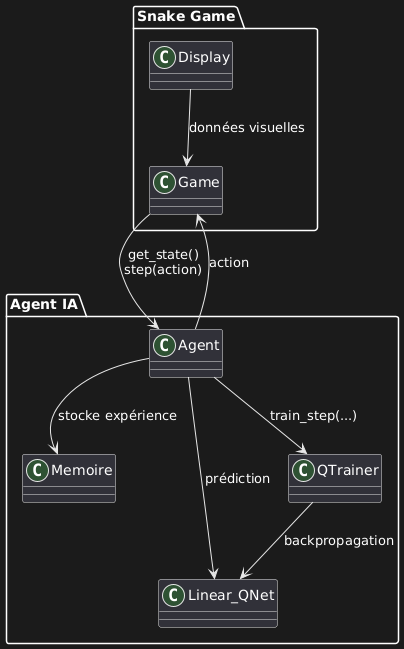 Snake Game
C Display
données visuelles
C Game
get_state()
step(action)
action
Agent IA
C Agent
stocke expérience
train_step(...)
C Memoire
prédiction
C QTrainer
backpropagation
C Linear_QNet